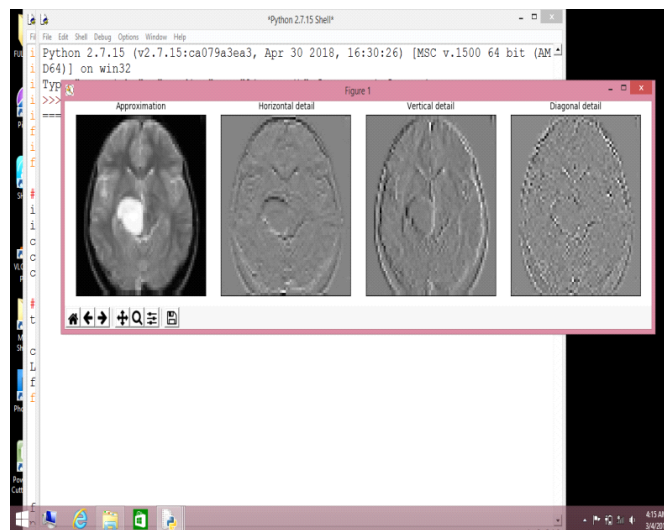 *Python 2.7.15 Shell*
File Edit Shell Debug Options Window Help
Python 2.7.15 (v2.7.15:ca079a3ea3, Apr 30 2018, 16:30:26) [MSC v.1500 64 bit (AM
D64)] on win32
>>>
Figure 1
Approximation Horizontal detail Vertical detail Diagonal detail
4:15 AM